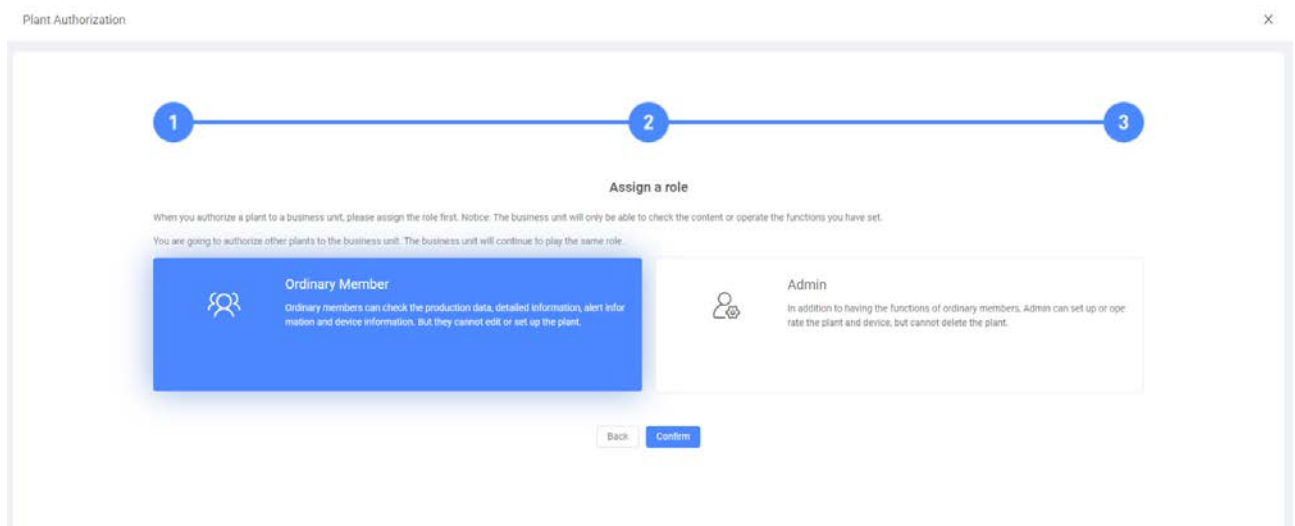 Plant Authorization
X
1
2
3
Assign a role
When you authorize a plant to a business unit, please assign the role first. Notice: The business unit will only be able to check the content or operate the functions you have set.
You are going to authorize other plants to the business unit. The business unit will continue to play the same role.
Ordinary Member
Ordinary members can check the production data, detailed information, alert infor
mation and device information. But they cannot edit or set up the plant.
Admin
In addition to having the functions of ordinary members, Admin can set up or ope
rate the plant and device, but cannot delete the plant.
Back
Confirm